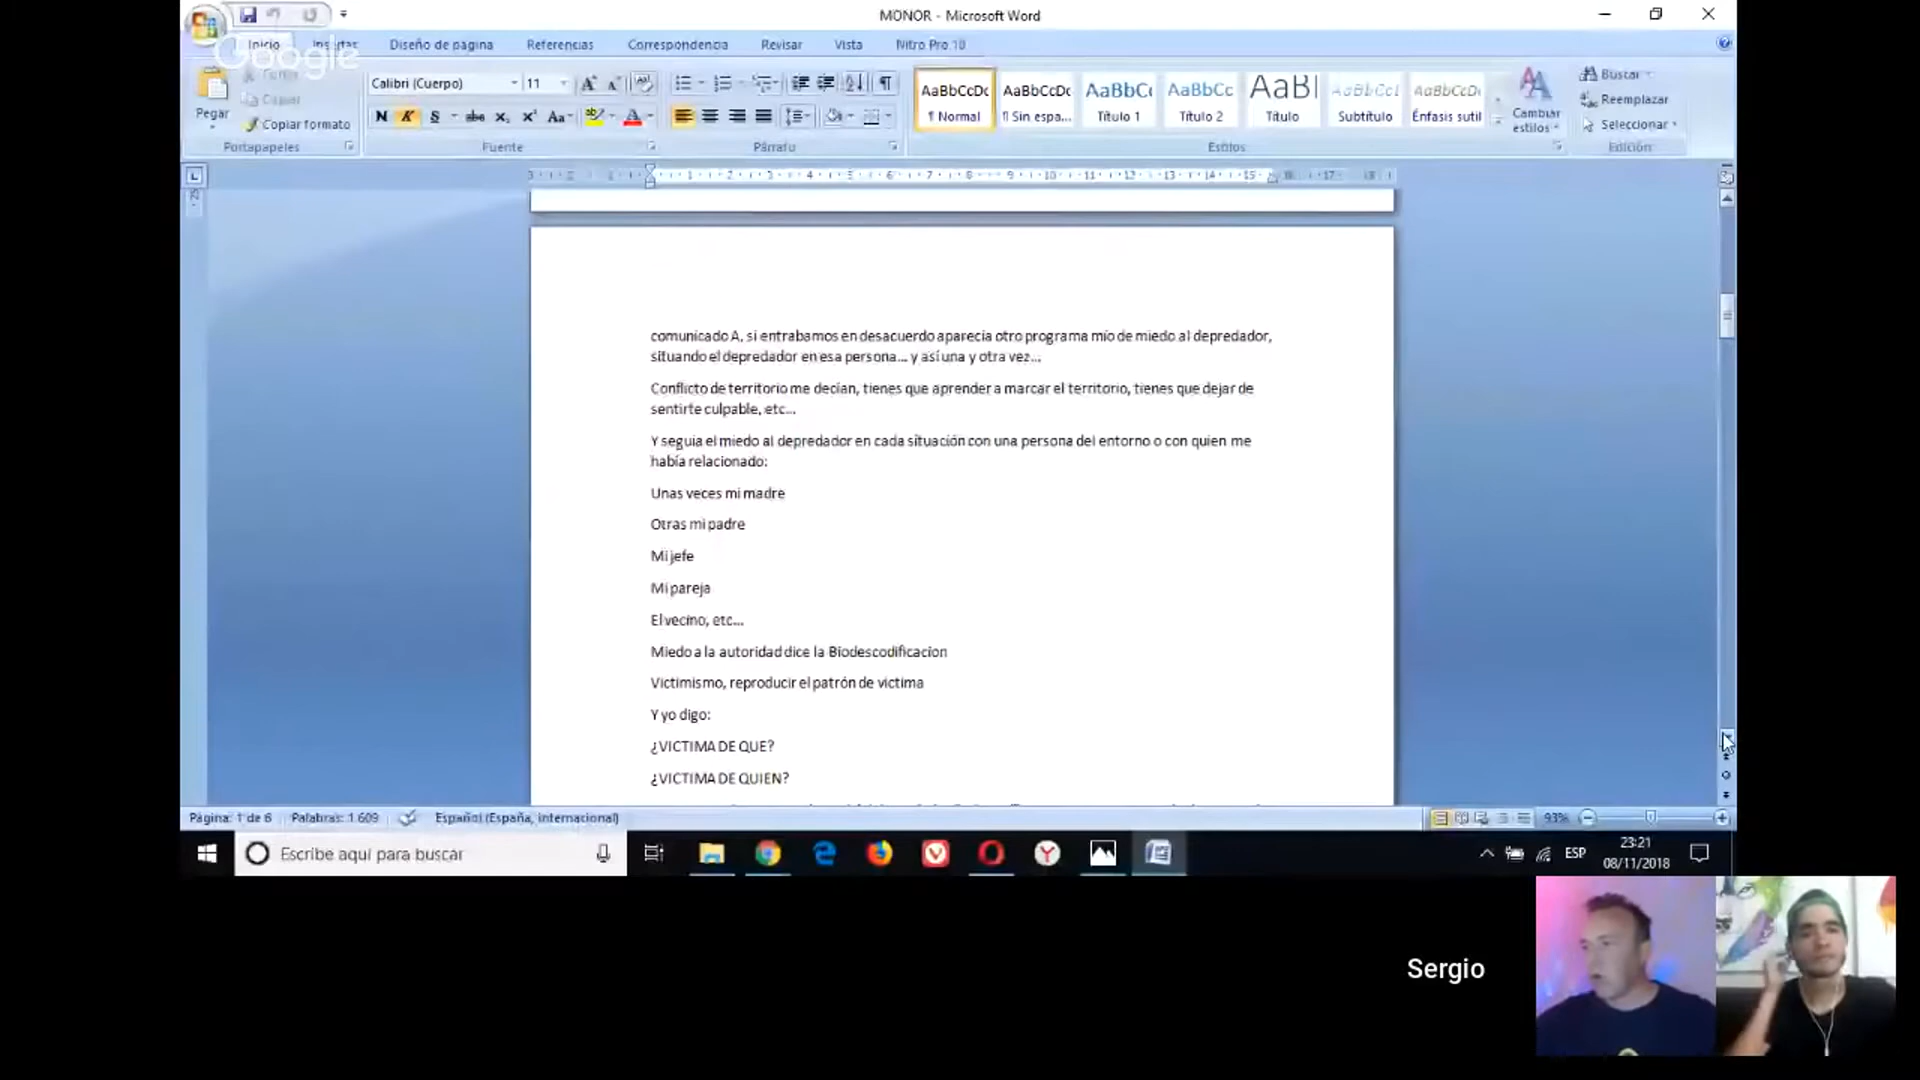 MONOR - Microsoft Word
Inicio Insertar Diseño de página Referencias Correspondencia Revisar Vista Nitro Pro 10
Google
Pegar
Copiar
Copiar formato
Portapapeles
Calibri (Cuerpo) 11
Fuente
Párrafo
AaBbCcDc AaBbCcDc AaBbC AaBbCc AaBl AaBbCcI AaBbCcDi
¶ Normal ¶ Sin espa... Título 1 Título 2 Título Subtítulo Énfasis sutil
Cambiar estilos
Estilos
Buscar
Reemplazar
Seleccionar
Edición
comunicado A, si entrabamos en desacuerdo aparecía otro programa mío de miedo al depredador,
situando el depredador en esa persona... y así una y otra vez...
Conflicto de territorio me decían, tienes que aprender a marcar el territorio, tienes que dejar de
sentirte culpable, etc...
Y seguía el miedo al depredador en cada situación con una persona del entorno o con quien me
había relacionado:
Unas veces mi madre
Otras mi padre
Mi jefe
Mi pareja
El vecino, etc...
Miedo a la autoridad dice la Biodescodificacion
Victimismo, reproducir el patrón de victima
Y yo digo:
¿VICTIMA DE QUE?
¿VICTIMA DE QUIEN?
Página: 1 de 6 Palabras: 1 609 Español (España, internacional) 93%
Escribe aquí para buscar
ESP
23:21
08/11/2018
Sergio